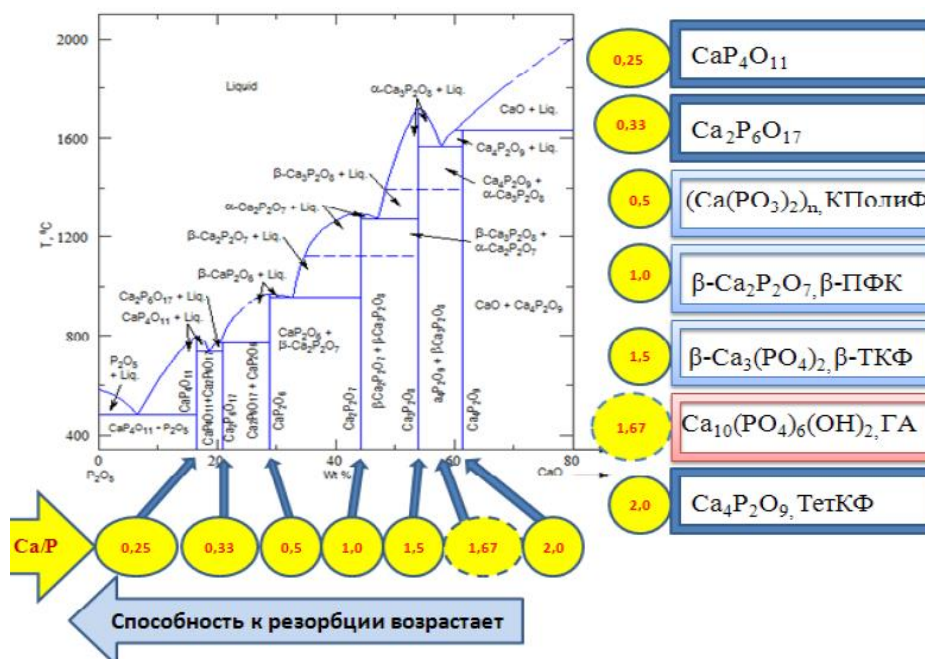 2000
1600
1200
800
400
T, ºC
0
20
40
60
80
P₂O₅
Wt %
CaO
Liquid
α-Ca₃P₂O₈ + Liq.
CaO + Liq.
Ca₄P₂O₉ + Liq.
Ca₄P₂O₉ +
α-Ca₃P₂O₈
β-Ca₃P₂O₈ + Liq.
α-Ca₂P₂O₇ + Liq.
β-Ca₃P₂O₈ +
α-Ca₂P₂O₇
β-Ca₂P₂O₇ + Liq.
β-CaP₂O₆ + Liq.
Ca₂P₆O₁₇ + Liq.
CaP₄O₁₁ + Liq.
P₂O₅
+ Liq.
CaP₂O₆ +
β-Ca₂P₂O₇
CaO + Ca₄P₂O₉
CaP₄O₁₁ + P₂O₅
CaP₄O₁₁
CaP₄O₁₁ + Ca₂P₆O₁₇
Ca₂P₆O₁₇
Ca₂P₆O₁₇ + CaP₂O₆
CaP₂O₆
Ca₂P₂O₇
βCa₂P₂O₇ + βCa₃P₂O₈
Ca₃P₂O₈
a₄P₂O₉ + βCa₃P₂O₈
Ca₄P₂O₉
0,25 CaP₄O₁₁
0,33 Ca₂P₆O₁₇
0,5 (Ca(PO₃)₂)ₙ, КПолиФ
1,0 β-Ca₂P₂O₇, β-ПФК
1,5 β-Ca₃(PO₄)₂, β-ТКФ
1,67 Ca₁₀(PO₄)₆(OH)₂, ГА
2,0 Ca₄P₂O₉, ТетКФ
Ca/P 0,25 0,33 0,5 1,0 1,5 1,67 2,0
Способность к резорбции возрастает